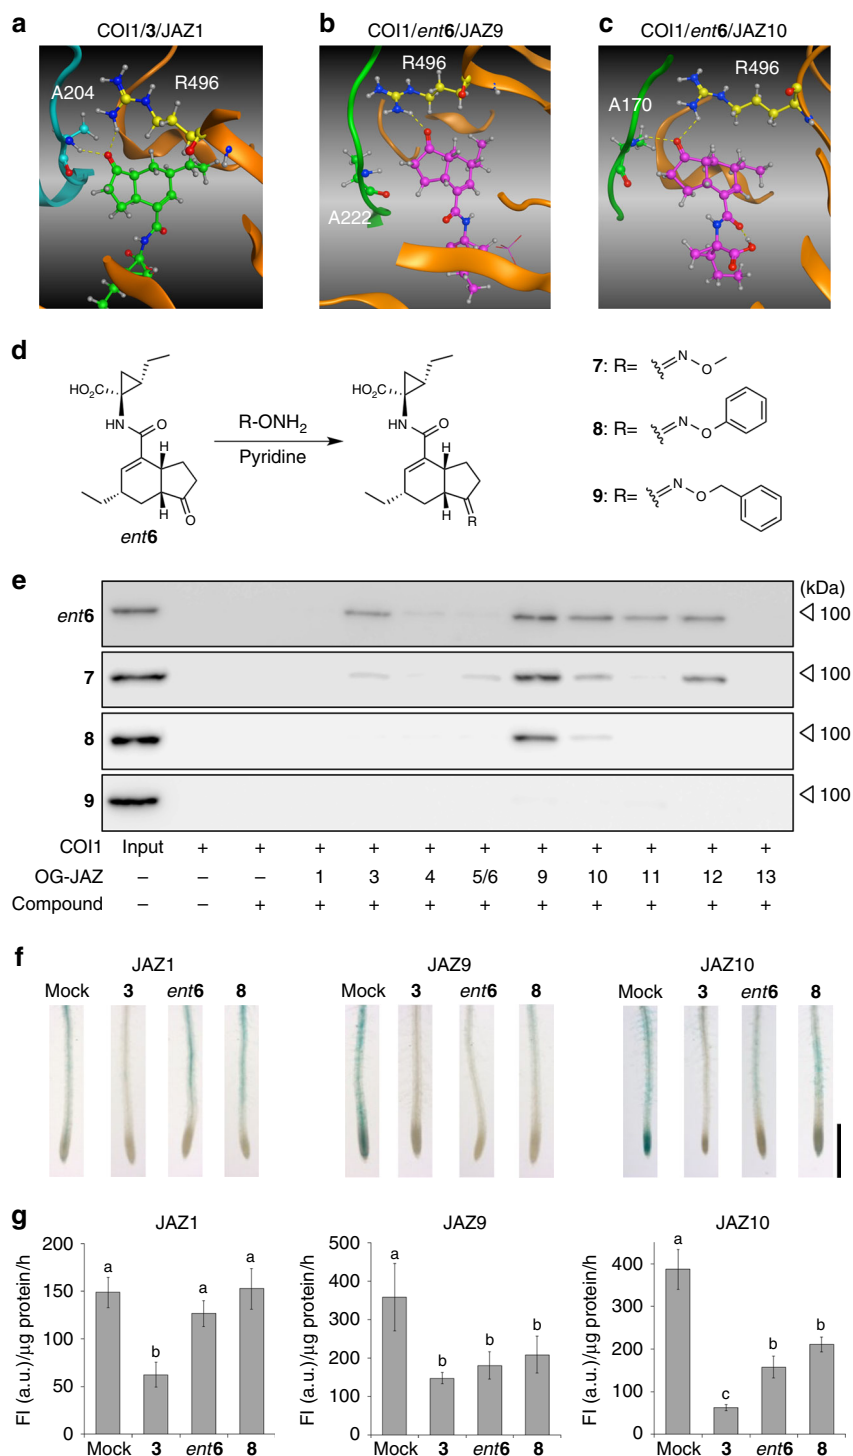 a
COI1/3/JAZ1
A204
R496
b
COI1/ent6/JAZ9
R496
A222
c
COI1/ent6/JAZ10
R496
A170
d
HO2C
HN
O
H
H
O
ent6
R-ONH2
Pyridine
HO2C
HN
O
H
H
R
7: R=
N
O
8: R=
N
O
9: R=
N
O
e
(kDa)
ent6
100
7
100
8
100
9
100
COI1 Input + + + + + + + + + + +
OG-JAZ – – – 1 3 4 5/6 9 10 11 12 13
Compound – – + + + + + + + + + +
f
JAZ1
Mock 3 ent6 8
JAZ9
Mock 3 ent6 8
JAZ10
Mock 3 ent6 8
g
JAZ1
FI (a.u.)/µg protein/h
200
150
100
50
0
a
b
a
a
Mock 3 ent6 8
JAZ9
FI (a.u.)/µg protein/h
500
400
300
200
100
0
a
b
b
b
Mock 3 ent6 8
JAZ10
FI (a.u.)/µg protein/h
400
300
200
100
0
a
c
b
b
Mock 3 ent6 8